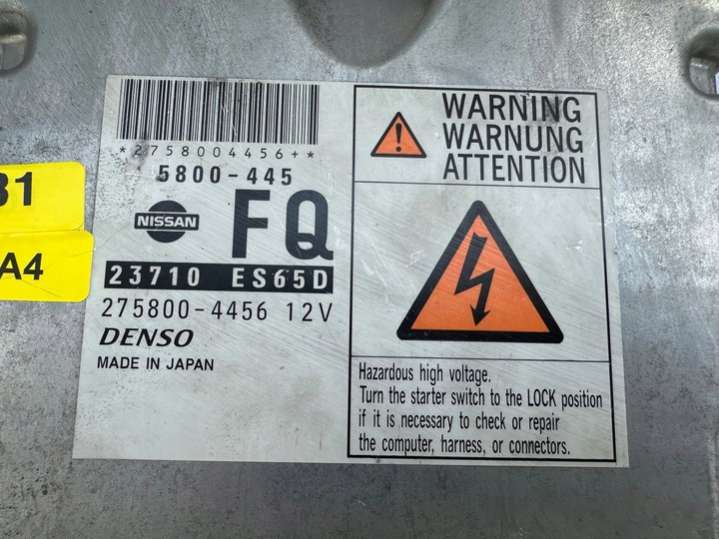 *2758004456+*
5800-445
NISSAN
FQ
23710 ES65D
275800-4456 12V
DENSO
MADE IN JAPAN
WARNING
WARNUNG
ATTENTION
Hazardous high voltage.
Turn the starter switch to the LOCK position
if it is necessary to check or repair
the computer, harness, or connectors.
31
A4